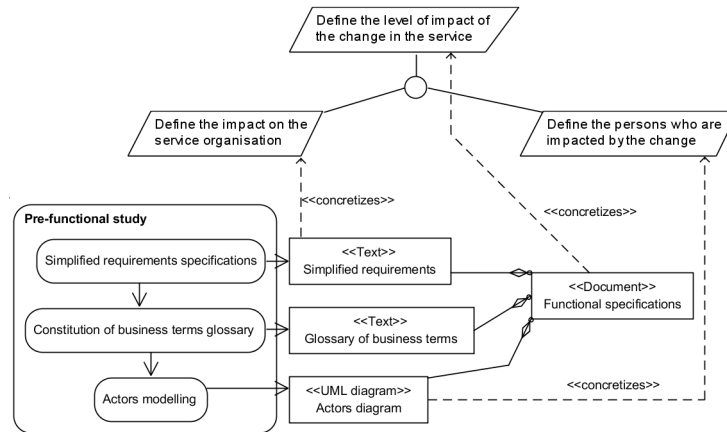 Define the level of impact of
the change in the service
Define the impact on the
service organisation
Define the persons who are
impacted by the change
<<concretizes>>
<<concretizes>>
Pre-functional study
Simplified requirements specifications
<<Text>>
Simplified requirements
<<Document>>
Functional specifications
Constitution of business terms glossary
<<Text>>
Glossary of business terms
Actors modelling
<<UML diagram>>
Actors diagram
<<concretizes>>